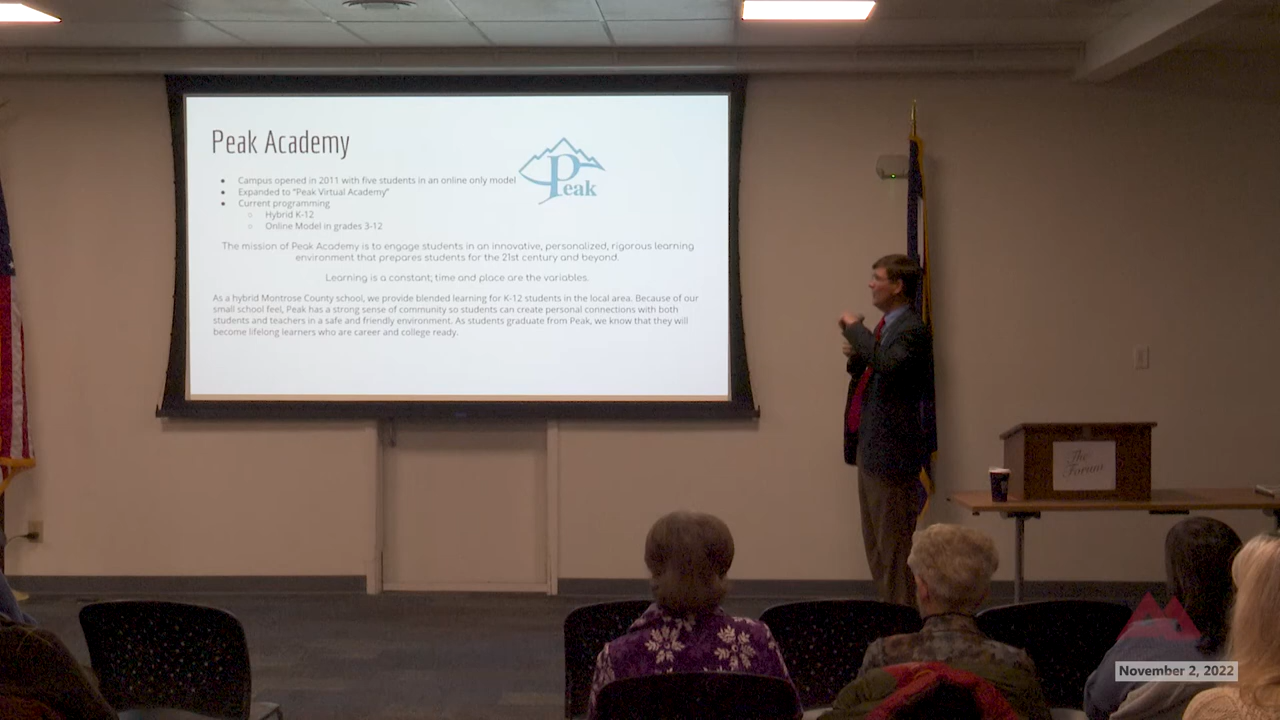 Peak Academy
Peak
Campus opened in 2011 with five students in an online only model
Expanded to "Peak Virtual Academy"
Current programming
Hybrid K-12
Online Model in grades 3-12
The mission of Peak Academy is to engage students in an innovative, personalized, rigorous learning
environment that prepares students for the 21st century and beyond.
Learning is a constant; time and place are the variables.
As a hybrid Montrose County school, we provide blended learning for K-12 students in the local area. Because of our
small school feel, Peak has a strong sense of community so students can create personal connections with both
students and teachers in a safe and friendly environment. As students graduate from Peak, we know that they will
become lifelong learners who are career and college ready.
The
Forum
November 2, 2022